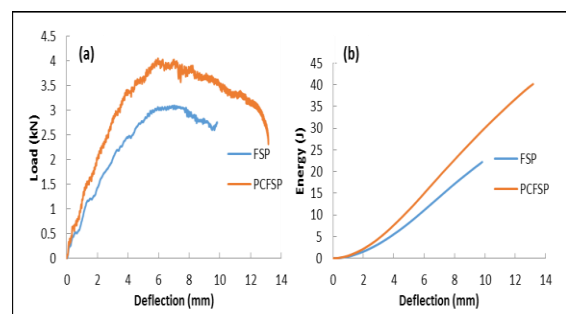 (a)
Load (kN)
4.5
4
3.5
3
2.5
2
1.5
1
0.5
0
0 2 4 6 8 10 12 14
Deflection (mm)
FSP
PCFSP
(b)
Energy (J)
45
40
35
30
25
20
15
10
5
0
0 2 4 6 8 10 12 14
Deflection (mm)
FSP
PCFSP